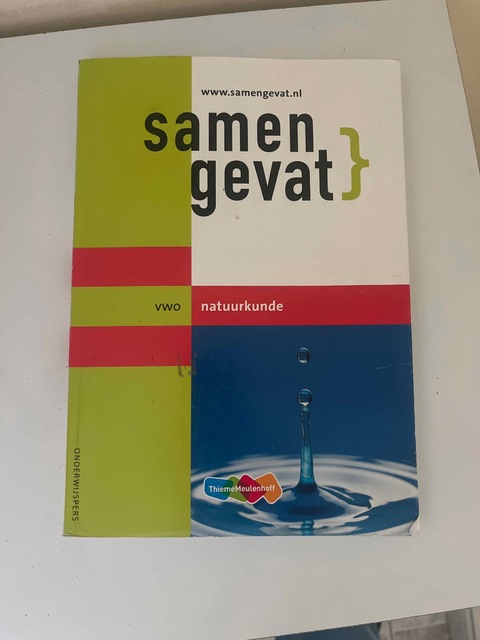 www.samengevat.nl
samen
gevat}
vwo natuurkunde
ThiemeMeulenhoff
ONDERWIJSPERS